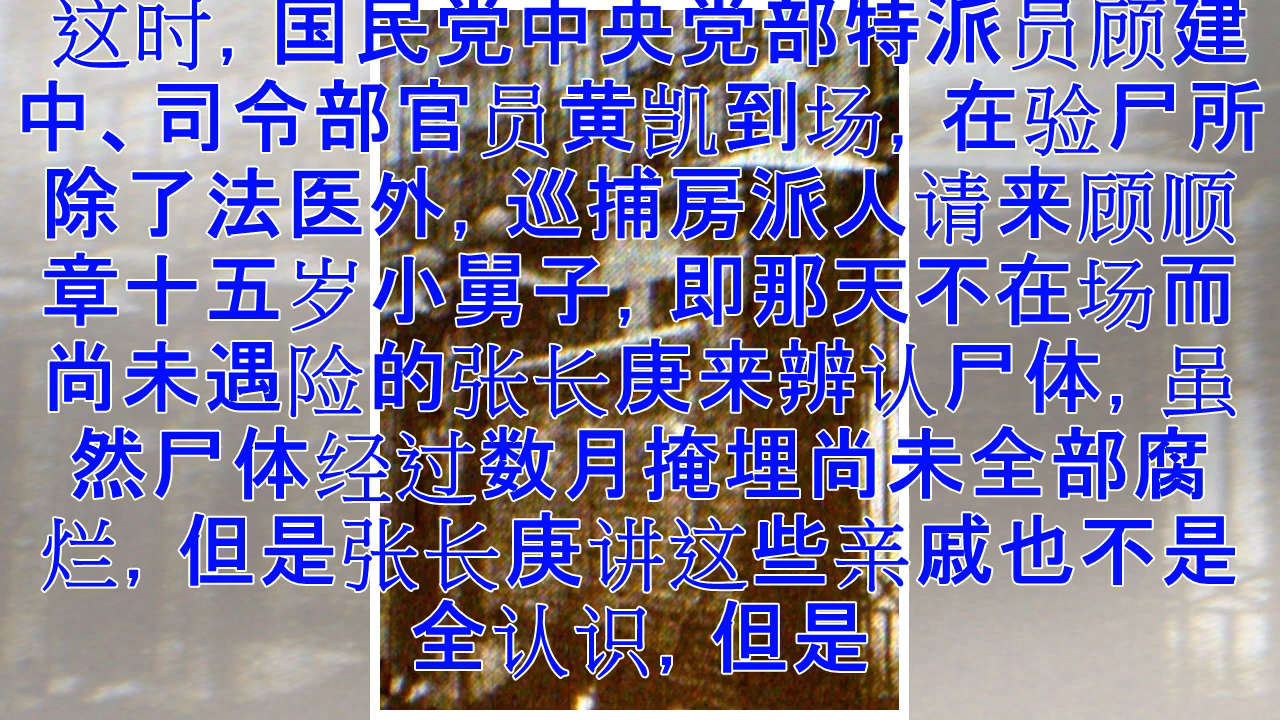 这时，国民党中央党部特派员顾建
中、司令部官员黄凯到场，在验尸所
除了法医外，巡捕房派人请来顾顺
章十五岁小舅子，即那天不在场而
尚未遇险的张长庚来辨认尸体，虽
然尸体经过数月掩埋尚未全部腐
烂，但是张长庚讲这些亲戚也不是
全认识，但是